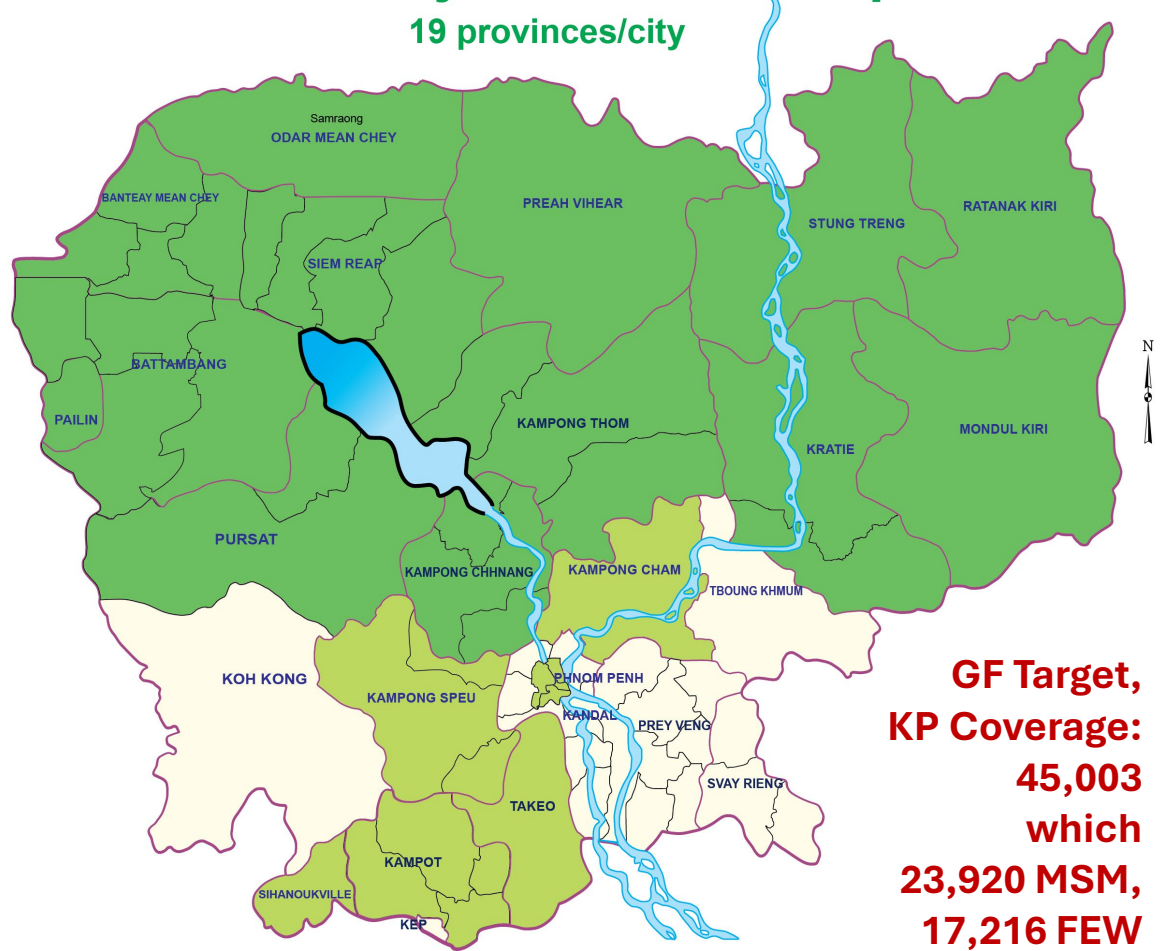 19 provinces/city
Samraong
ODAR MEAN CHEY
BANTEAY MEAN CHEY
PREAH VIHEAR
STUNG TRENG
RATANAK KIRI
SIEM REAP
BATTAMBANG
PAILIN
KAMPONG THOM
KRATIE
MONDUL KIRI
PURSAT
KAMPONG CHHNANG
KAMPONG CHAM
TBOUNG KHMUM
KOH KONG
KAMPONG SPEU
PHNOM PENH
KANDAL
PREY VENG
SVAY RIENG
TAKEO
KAMPOT
SIHANOUKVILLE
KEP
N
GF Target,
KP Coverage:
45,003
which
23,920 MSM,
17,216 FEW